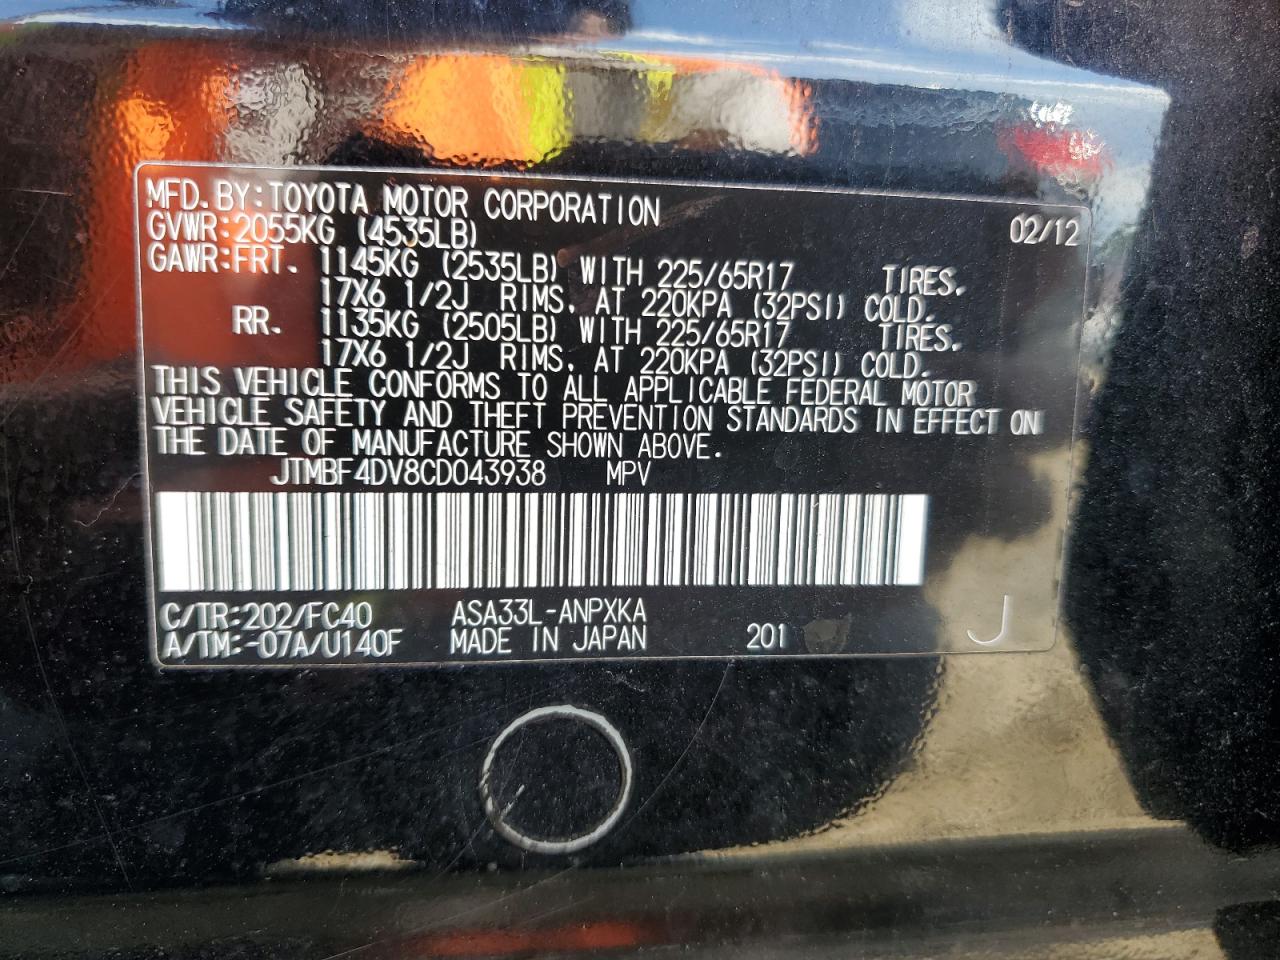 MFD. BY: TOYOTA MOTOR CORPORATION 02/12
GVWR: 2055KG (4535LB)
GAWR: FRT. 1145KG (2535LB) WITH 225/65R17 TIRES,
17X6 1/2J RIMS, AT 220KPA (32PSI) COLD.
RR. 1135KG (2505LB) WITH 225/65R17 TIRES,
17X6 1/2J RIMS, AT 220KPA (32PSI) COLD.
THIS VEHICLE CONFORMS TO ALL APPLICABLE FEDERAL MOTOR
VEHICLE SAFETY AND THEFT PREVENTION STANDARDS IN EFFECT ON
THE DATE OF MANUFACTURE SHOWN ABOVE.
JTMBF4DV8CD043938 MPV
C/TR: 202/FC40 ASA33L-ANPXKA
A/TM: -07A/U140F MADE IN JAPAN 201 J